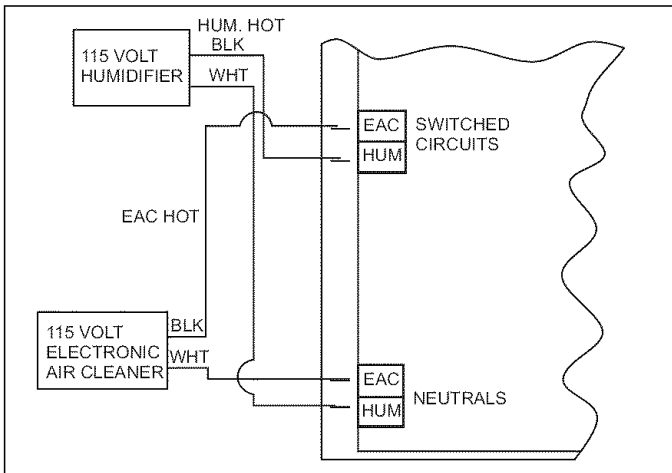 HUM. HOT
BLK
115 VOLT
HUMIDIFIER
WHT
EAC
HUM
SWITCHED
CIRCUITS
EAC HOT
115 VOLT
ELECTRONIC
AIR CLEANER
BLK
WHT
EAC
HUM
NEUTRALS